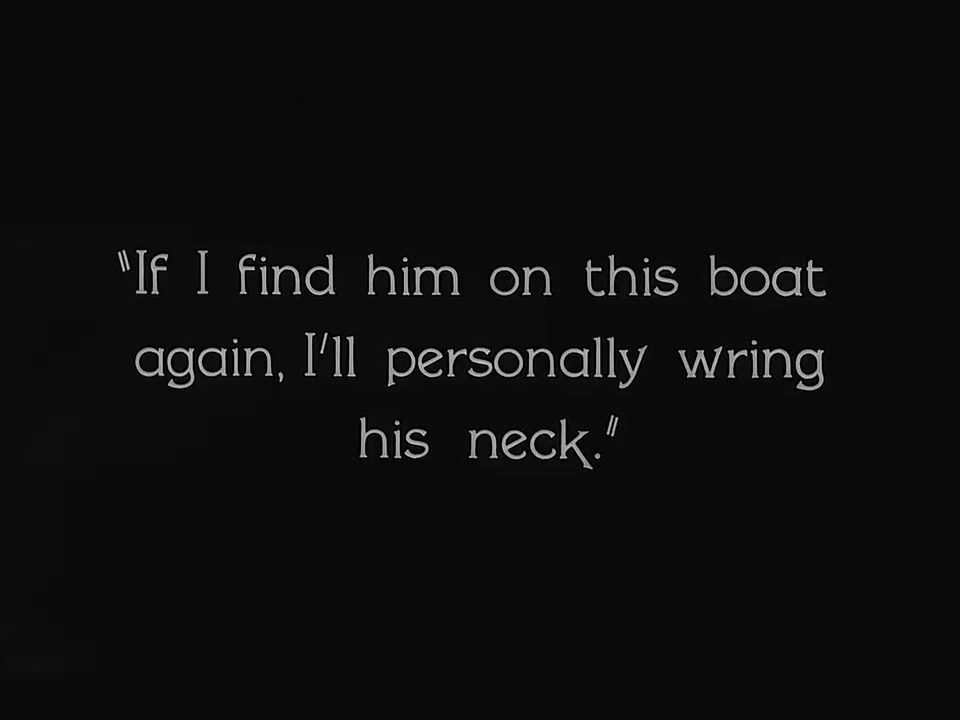 "If I find him on this boat
again, I'll personally wring
his neck."